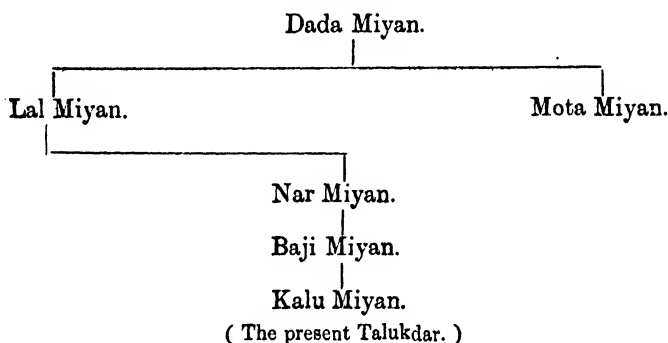 Dada Miyan.
Lal Miyan. Mota Miyan.
Nar Miyan.
Baji Miyan.
Kalu Miyan.
( The present Talukdar. )